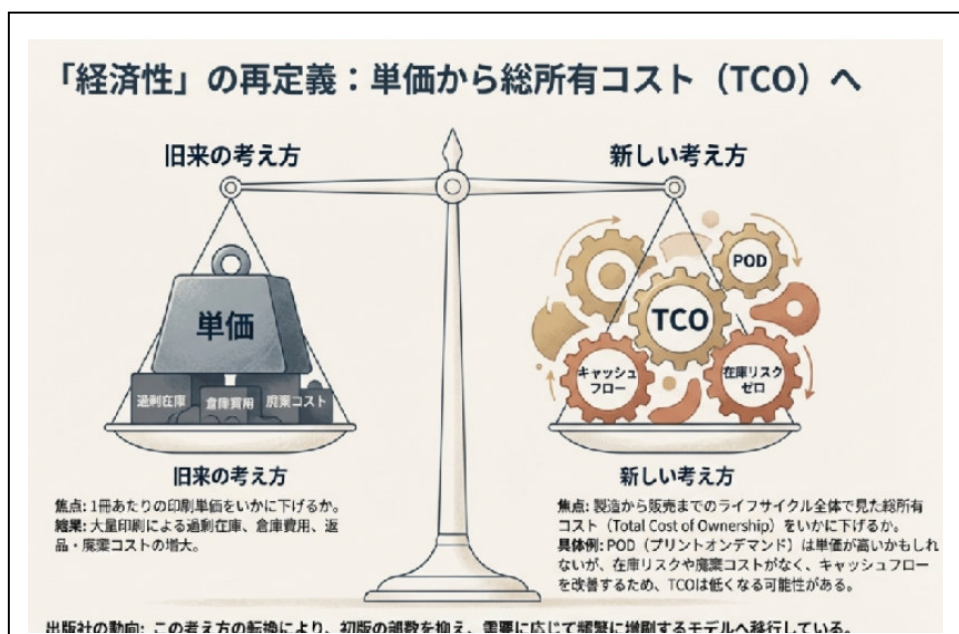 「経済性」の再定義：単価から総所有コスト（TCO）へ
旧来の考え方
単価
過剰在庫
倉庫費用
廃棄コスト
旧来の考え方
焦点: 1冊あたりの印刷単価をいかに下げるか。
結果: 大量印刷による過剰在庫、倉庫費用、返
品・廃棄コストの増大。
新しい考え方
POD
TCO
キャッシュ
フロー
在庫リスク
ゼロ
新しい考え方
焦点: 製造から販売までのライフサイクル全体で見た総所有
コスト（Total Cost of Ownership）をいかに下げるか。
具体例: POD（プリントオンデマンド）は単価が高いかもしれ
ないが、在庫リスクや廃棄コストがなく、キャッシュフロー
を改善するため、TCOは低くなる可能性がある。
出版社の動向: この考え方の転換により、初版の部数を抑え、需要に応じて頻繁に増刷するモデルへ移行している。